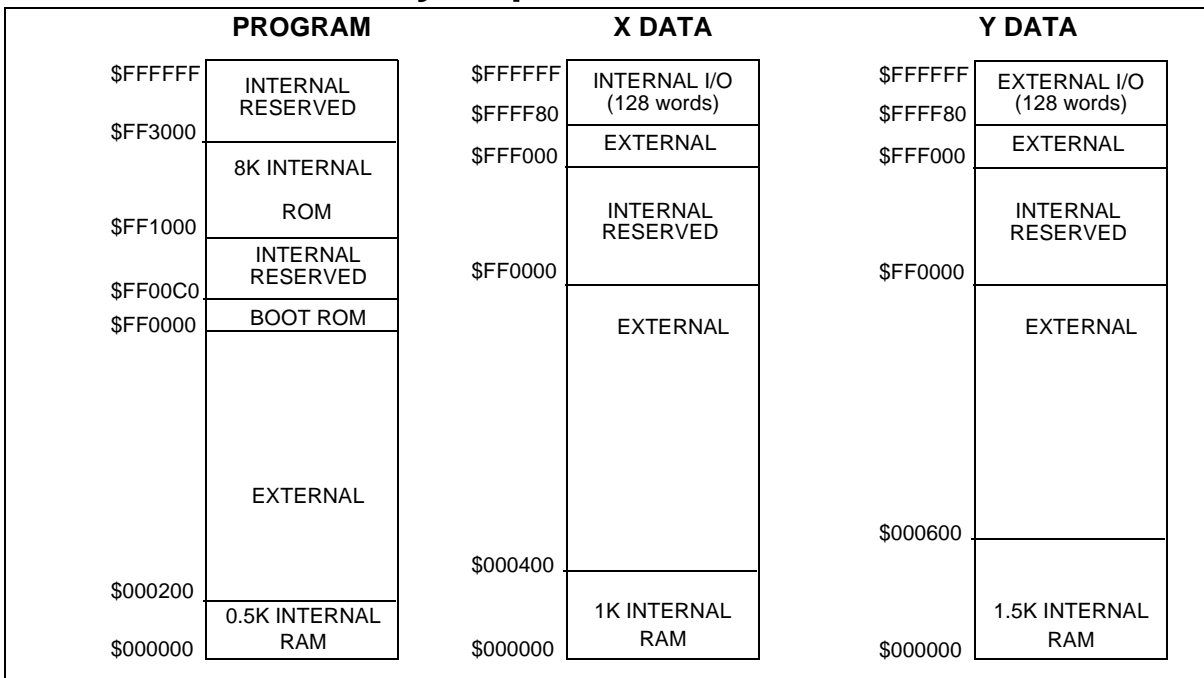 PROGRAM
$FFFFFF
INTERNAL
RESERVED
$FF3000
8K INTERNAL
ROM
$FF1000
INTERNAL
RESERVED
$FF00C0
BOOT ROM
$FF0000
EXTERNAL
$000200
0.5K INTERNAL
RAM
$000000
X DATA
$FFFFFF
INTERNAL I/O
(128 words)
$FFFF80
EXTERNAL
$FFF000
INTERNAL
RESERVED
$FF0000
EXTERNAL
$000400
1K INTERNAL
RAM
$000000
Y DATA
$FFFFFF
EXTERNAL I/O
(128 words)
$FFFF80
EXTERNAL
$FFF000
INTERNAL
RESERVED
$FF0000
EXTERNAL
$000600
1.5K INTERNAL
RAM
$000000